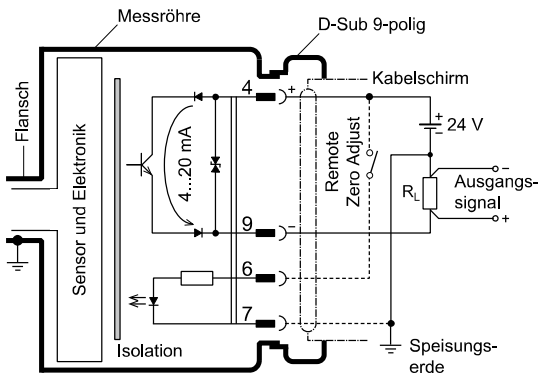 Messröhre
D-Sub 9-polig
Flansch
Sensor und Elektronik
4...20 mA
4
+
Kabelschirm
Remote
Zero Adjust
+
−
24 V
R_L
−
Ausgangs-
signal
+
9
−
6
7
Isolation
Speisungs-
erde